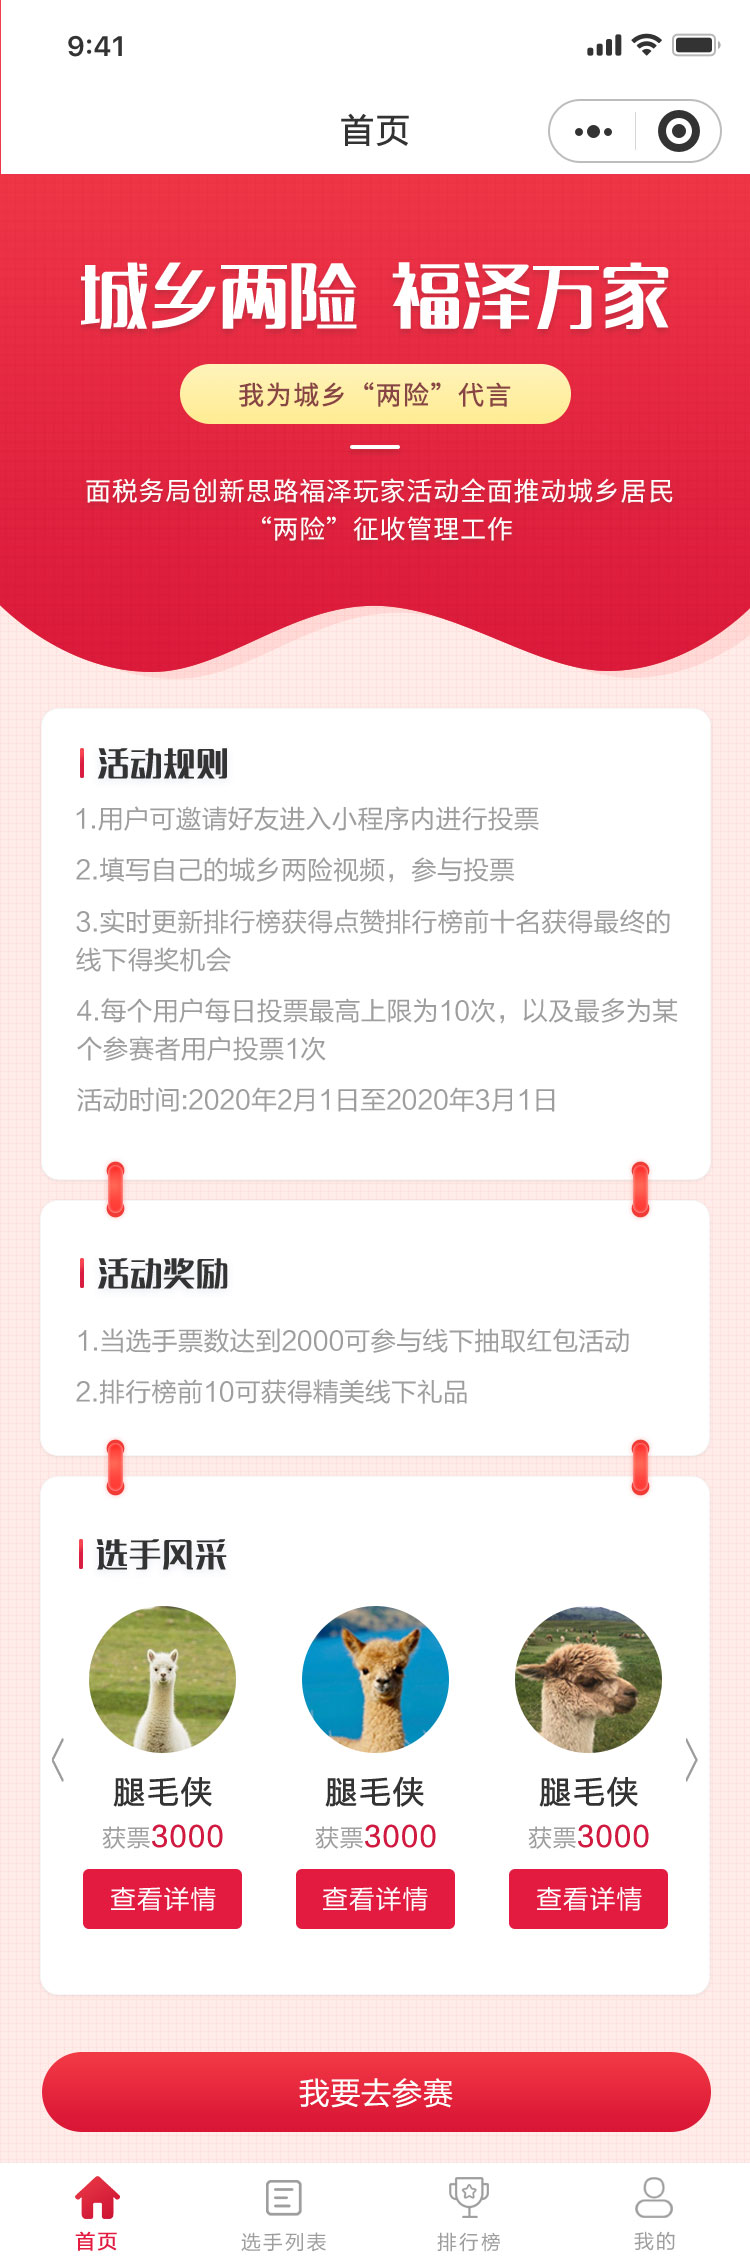 9:41
首页
城乡两险 福泽万家
我为城乡“两险”代言
面税务局创新思路福泽玩家活动全面推动城乡居民
“两险”征收管理工作
活动规则
1.用户可邀请好友进入小程序内进行投票
2.填写自己的城乡两险视频，参与投票
3.实时更新排行榜获得点赞排行榜前十名获得最终的
线下得奖机会
4.每个用户每日投票最高上限为10次，以及最多为某
个参赛者用户投票1次
活动时间:2020年2月1日至2020年3月1日
活动奖励
1.当选手票数达到2000可参与线下抽取红包活动
2.排行榜前10可获得精美线下礼品
选手风采
腿毛侠 腿毛侠 腿毛侠
获票3000 获票3000 获票3000
查看详情 查看详情 查看详情
我要去参赛
首页 选手列表 排行榜 我的